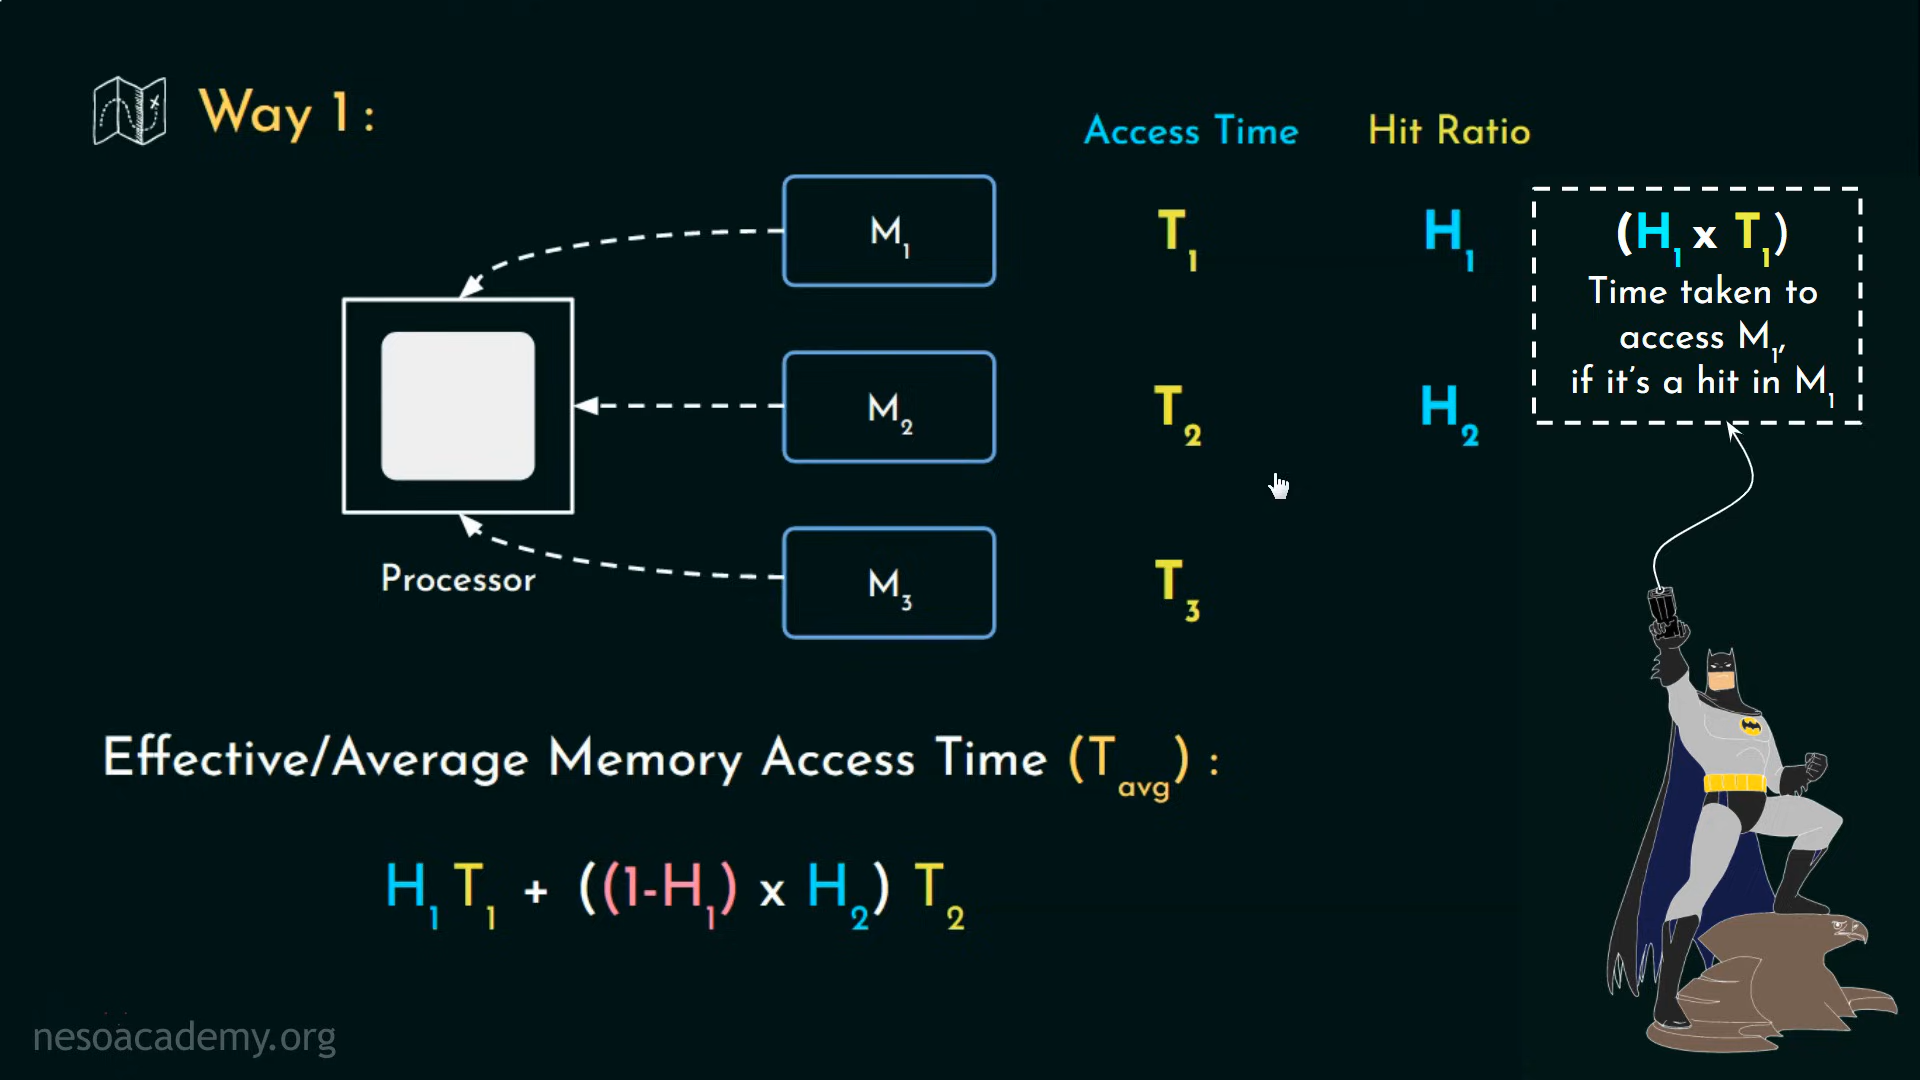 Way 1 :
Access Time Hit Ratio
M1 T1 H1
(H1 x T1)
Time taken to
access M1,
if it's a hit in M1
M2 T2 H2
M3 T3
Processor
Effective/Average Memory Access Time (Tavg) :
H1 T1 + ((1-H1) x H2) T2
nesoacademy.org